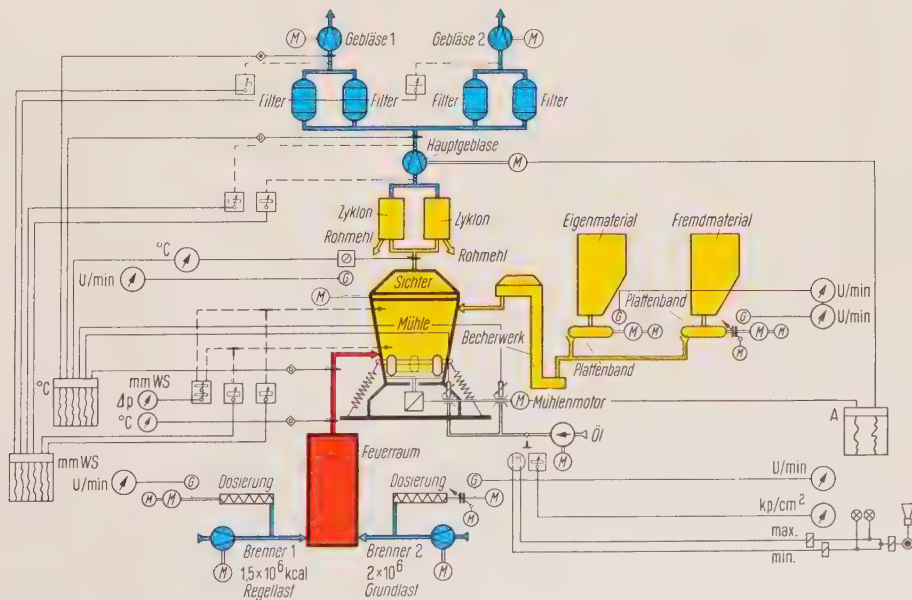 M Gebläse 1
Gebläse 2 M
Filter Filter
Filter Filter
Hauptgebläse
M
Zyklon
Zyklon
Rohmehl
Rohmehl
°C
U/min
G
Sichter
M
Mühle
Eigenmaterial
Fremdmaterial
Plattenband
G
G
U/min
U/min
M M
M M
M
Becherwerk
Plattenband
°C
mmWS
Δp
°C
M Mühlenmotor
A
Öl
M
mmWS
Feuerraum
U/min
G
M M
Dosierung
Dosierung
G
M
M
U/min
kp/cm²
max.
min.
M
Brenner 1
1,5×10⁶ kcal
Regellast
Brenner 2
2×10⁶
Grundlast
M